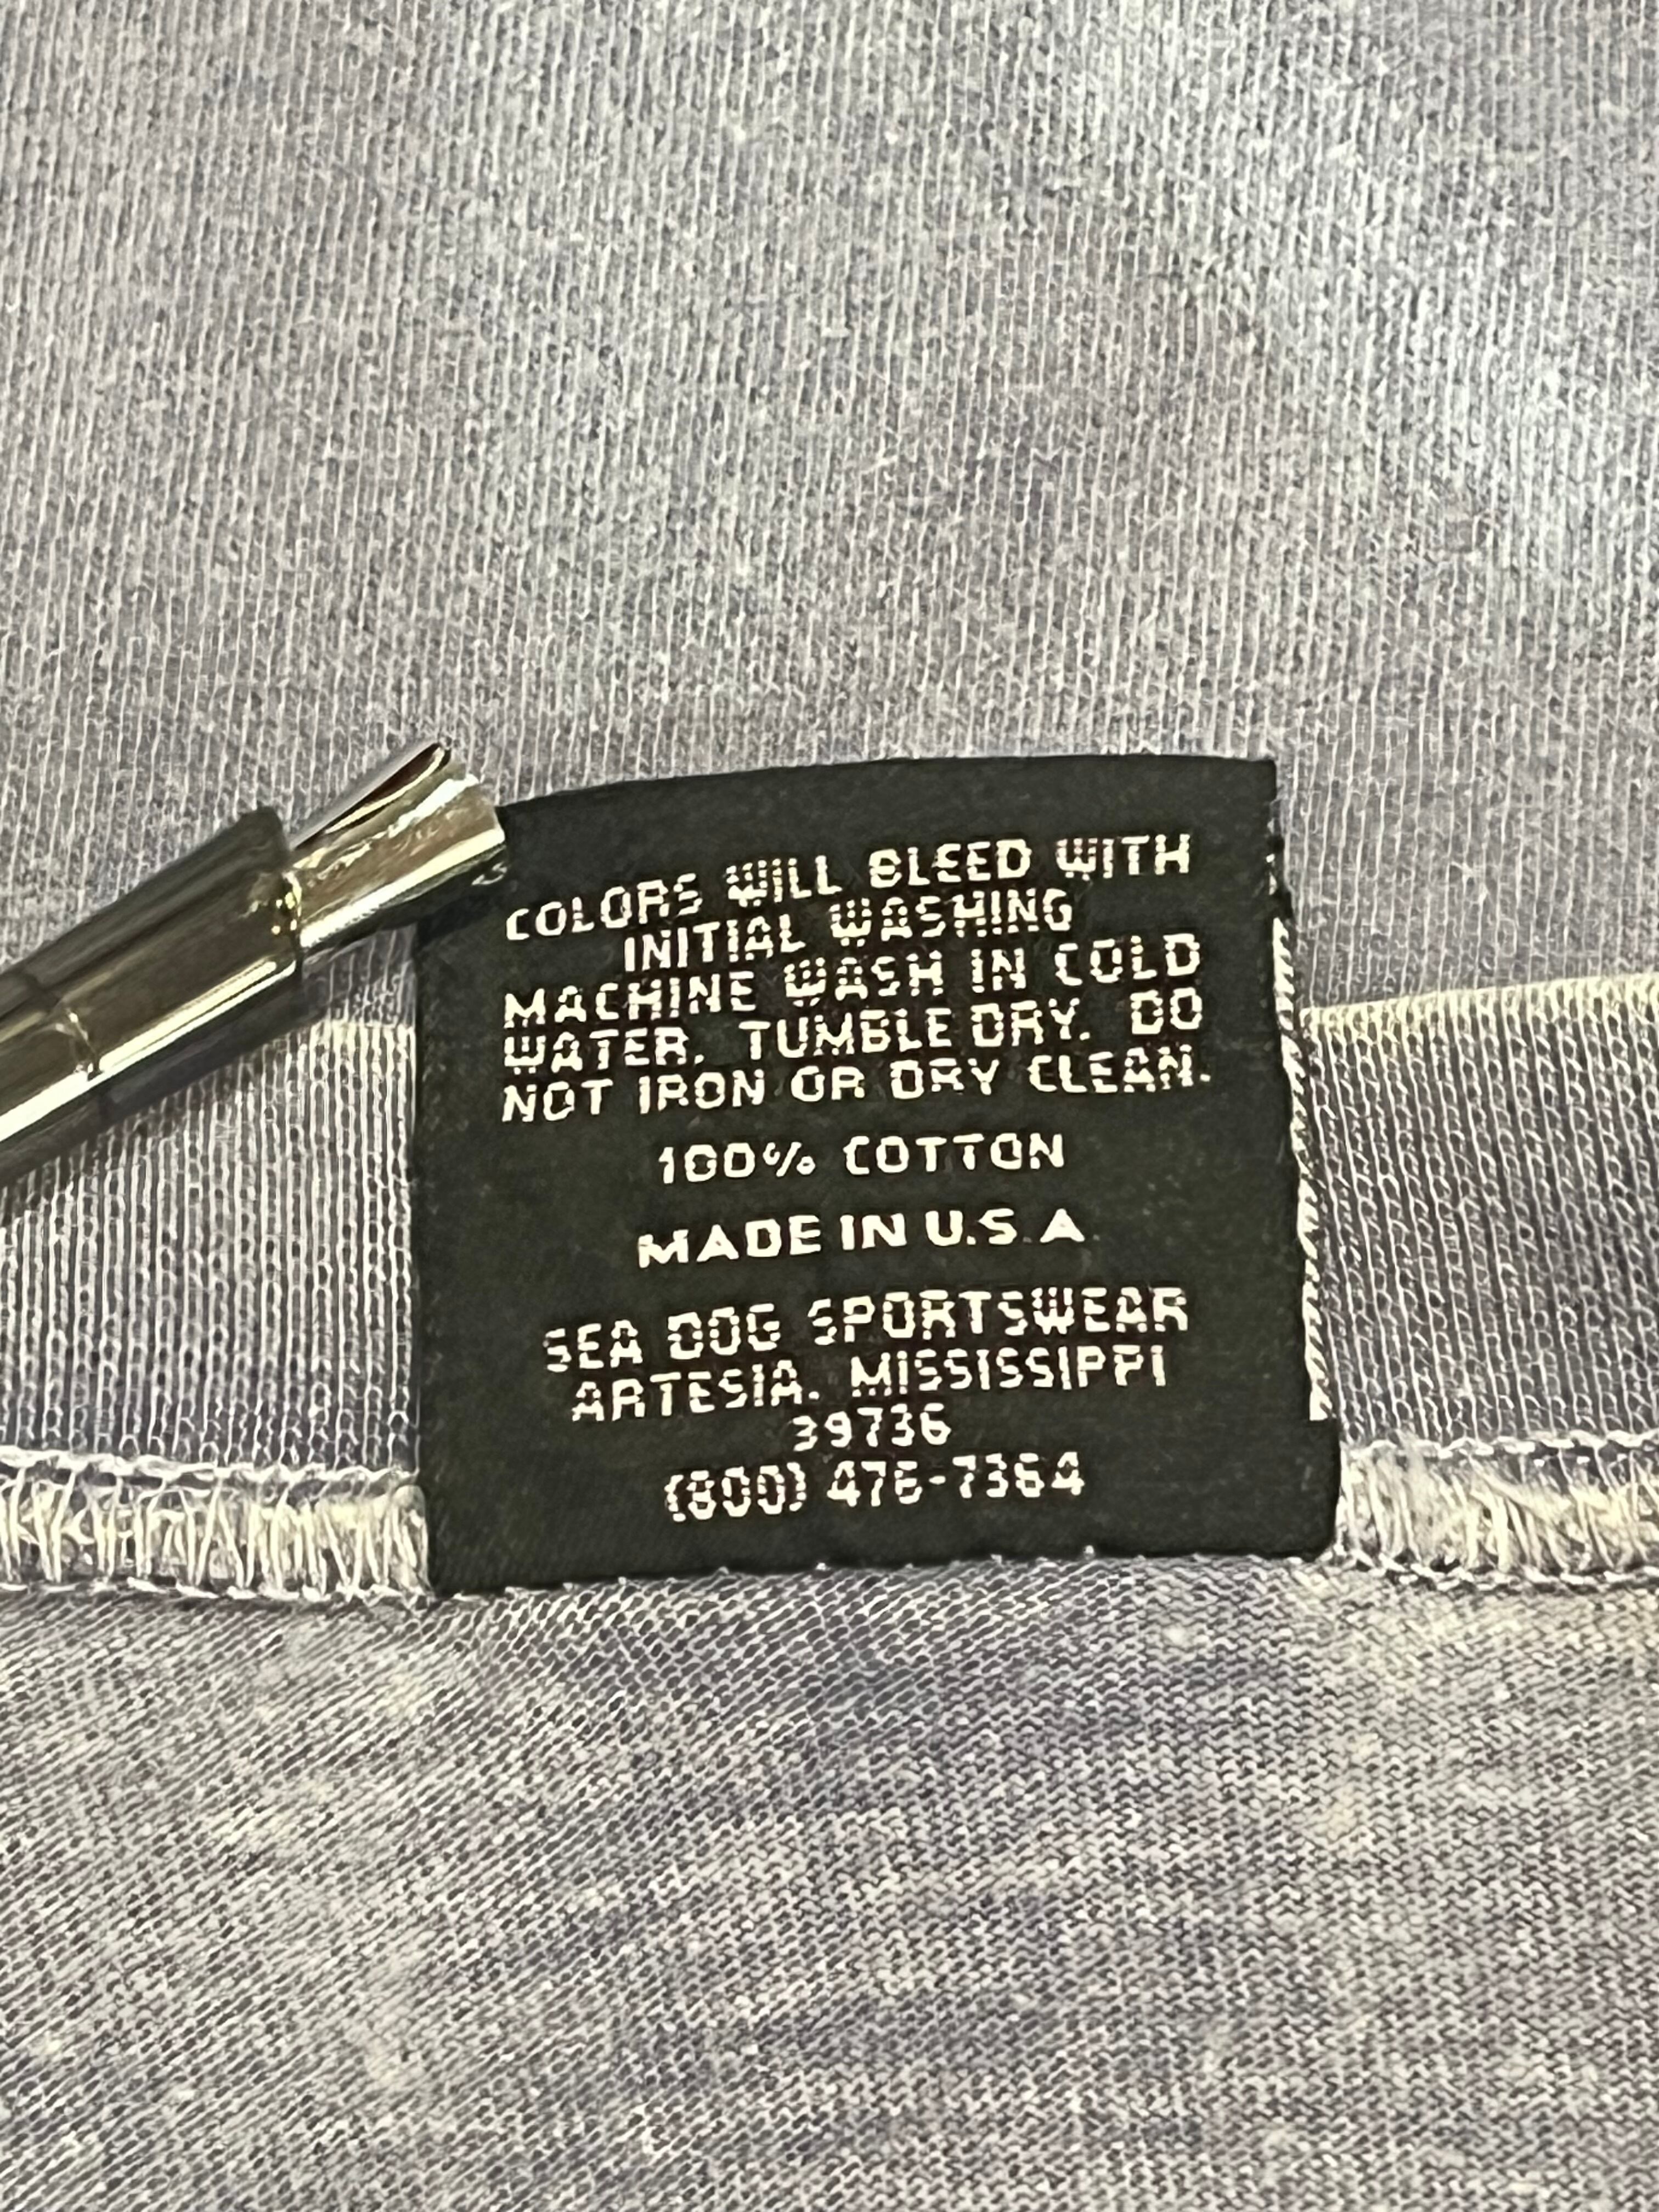 COLORS WILL BLEED WITH
INITIAL WASHING
MACHINE WASH IN COLD
WATER. TUMBLE DRY. DO
NOT IRON OR DRY CLEAN.
100% COTTON
MADE IN U.S.A.
SEA DOG SPORTSWEAR
ARTESIA. MISSISSIPPI
39736
(800) 476-7364